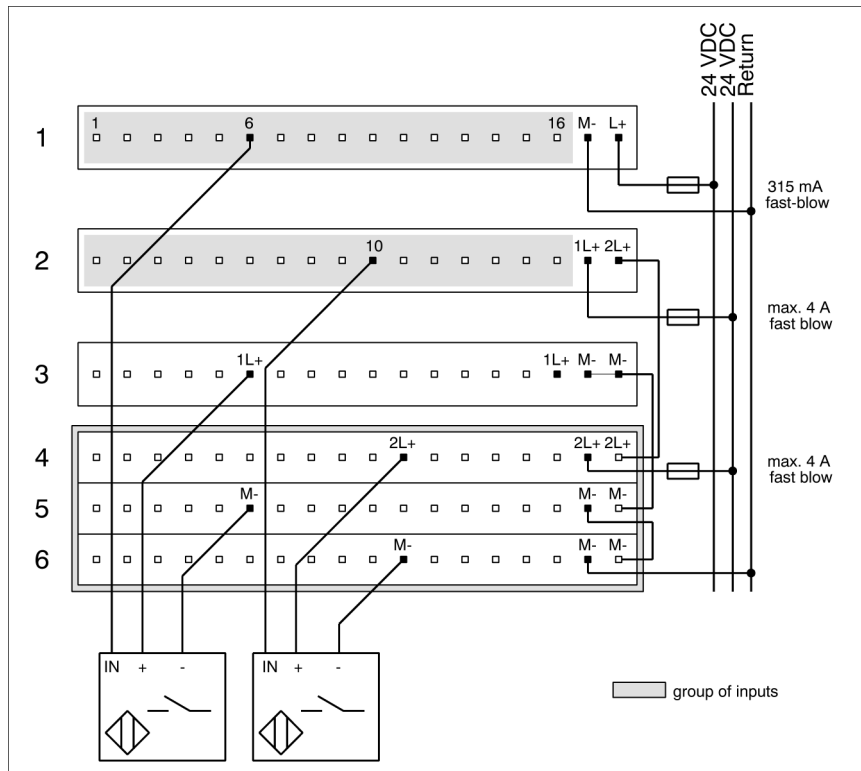 24 VDC
24 VDC
Return
1 6 16 M- L+
1
315 mA
fast-blow
10 1L+ 2L+
2
max. 4 A
fast blow
1L+ 1L+ M- M-
3
2L+ 2L+ 2L+
4
max. 4 A
fast blow
M- M- M-
5
M- M- M-
6
IN + -
IN + -
group of inputs